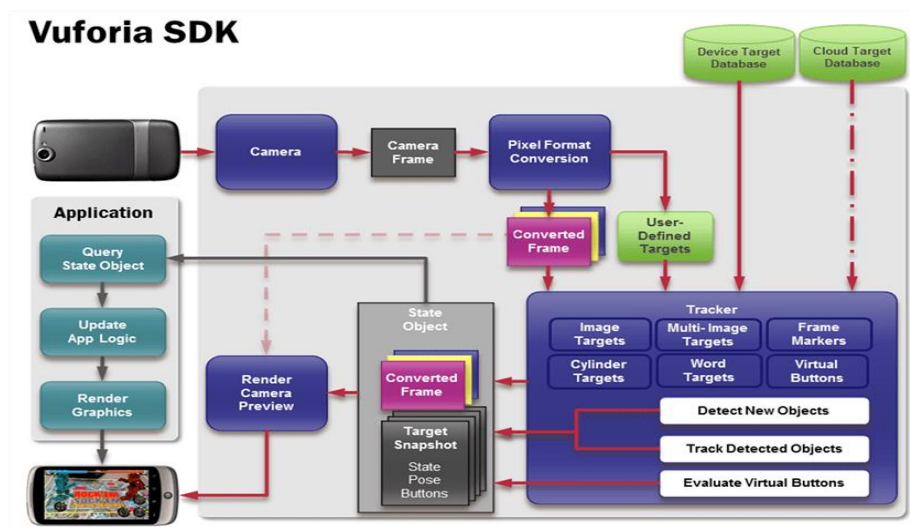 Vuforia SDK
Device Target
Database
Cloud Target
Database
Camera
Camera
Frame
Pixel Format
Conversion
Application
Query
State Object
Update
App Logic
Render
Graphics
Converted
Frame
User-
Defined
Targets
State
Object
Converted
Frame
Target
Snapshot
State
Pose
Buttons
Render
Camera
Preview
Tracker
Image
Targets
Multi-Image
Targets
Frame
Markers
Cylinder
Targets
Word
Targets
Virtual
Buttons
Detect New Objects
Track Detected Objects
Evaluate Virtual Buttons